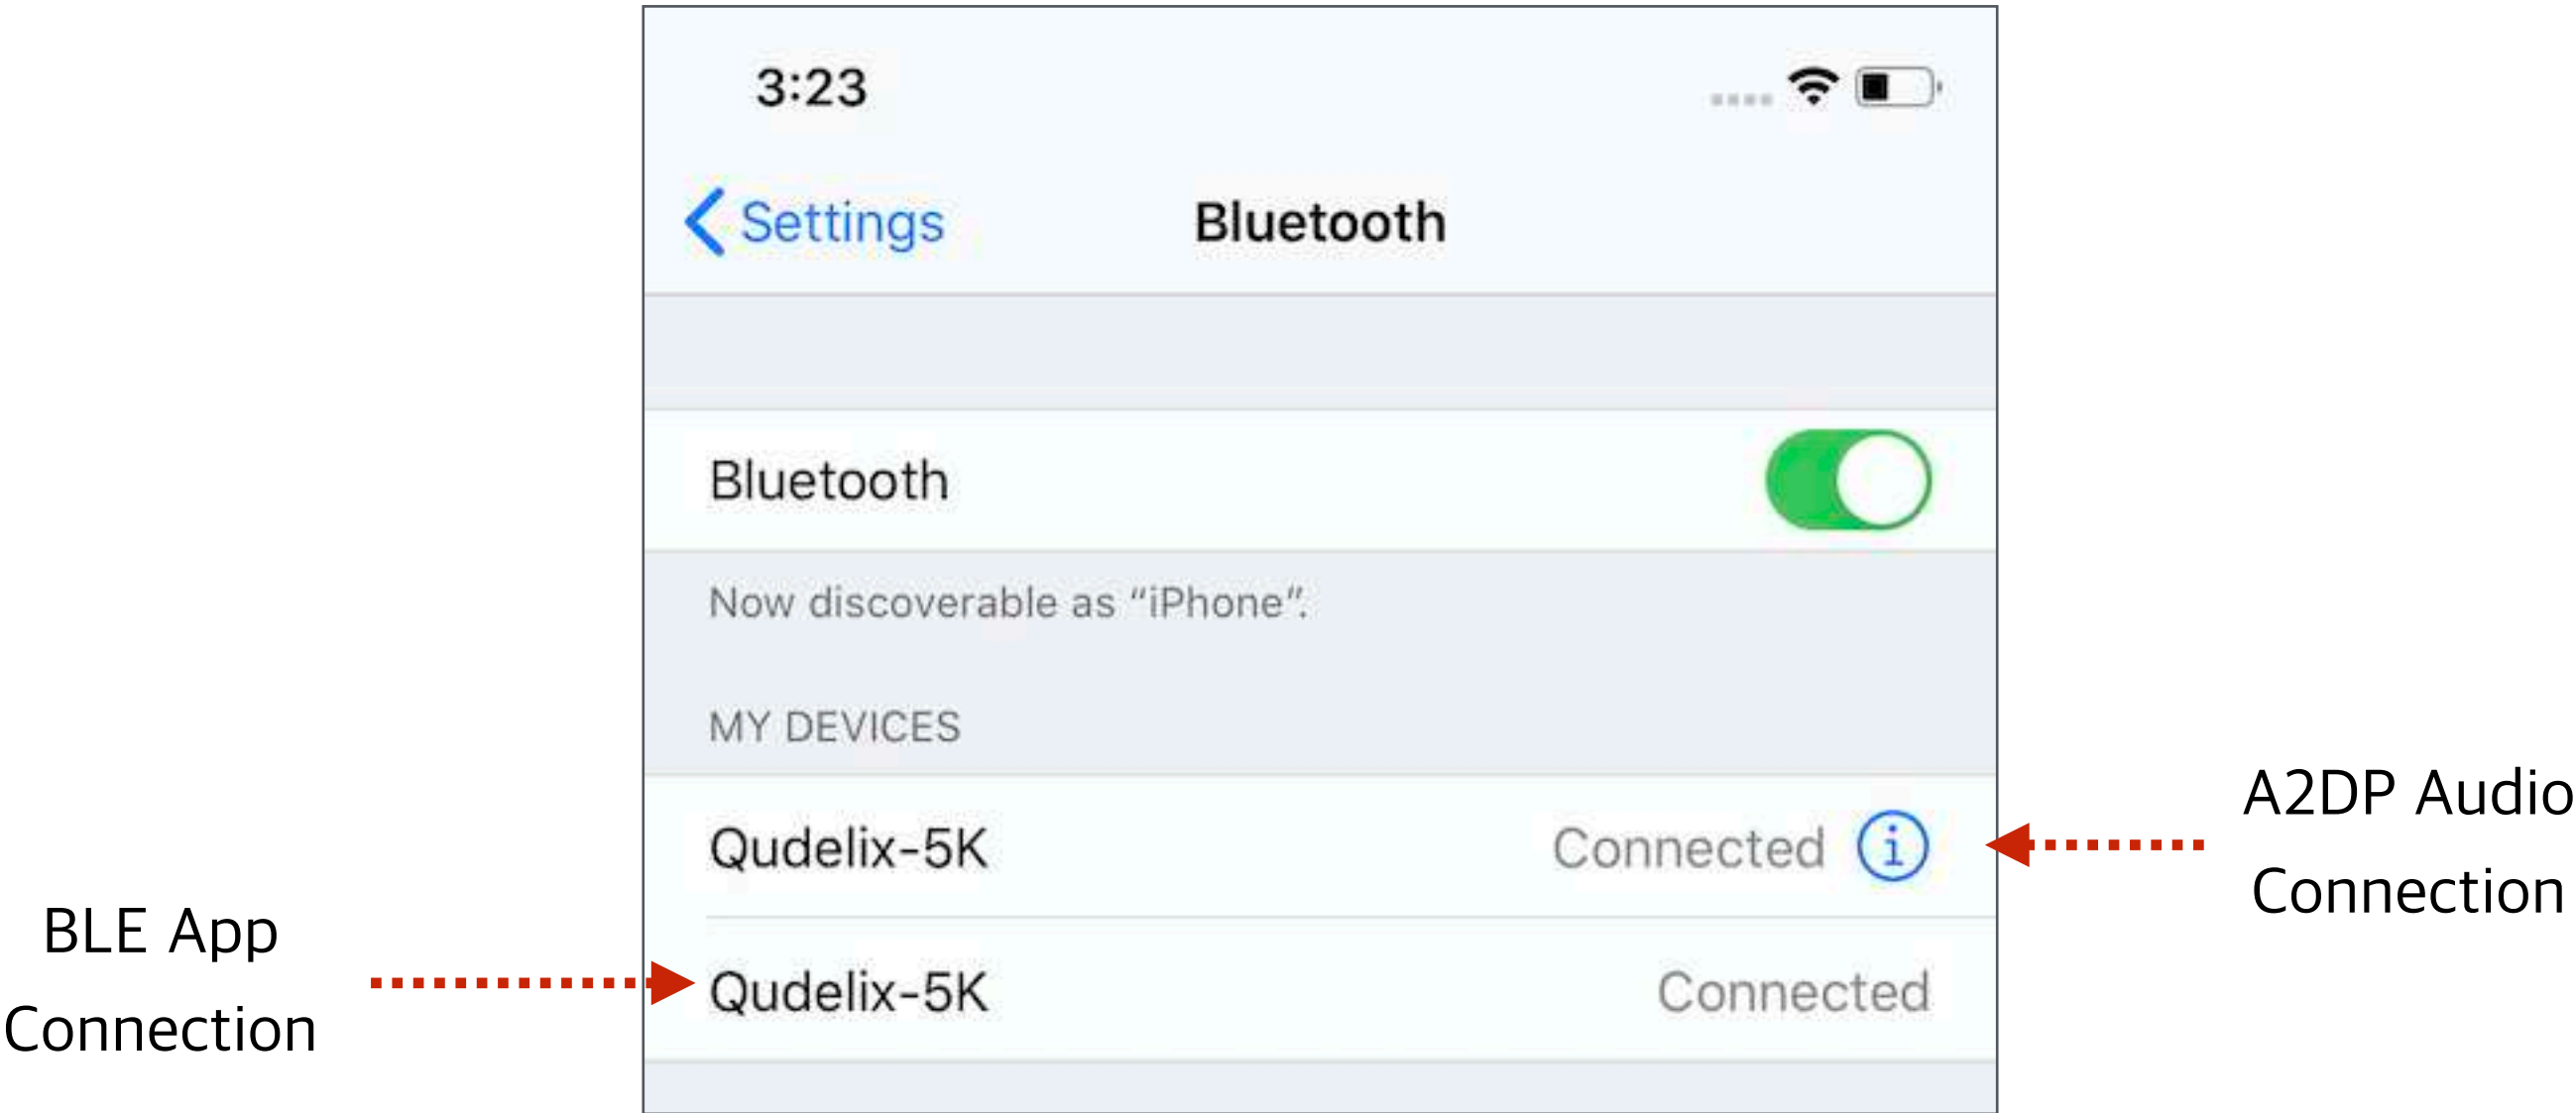 3:23
Settings
Bluetooth
Bluetooth
Now discoverable as “iPhone”.
MY DEVICES
Qudelix-5K Connected i
A2DP Audio
Connection
BLE App
Connection
Qudelix-5K Connected